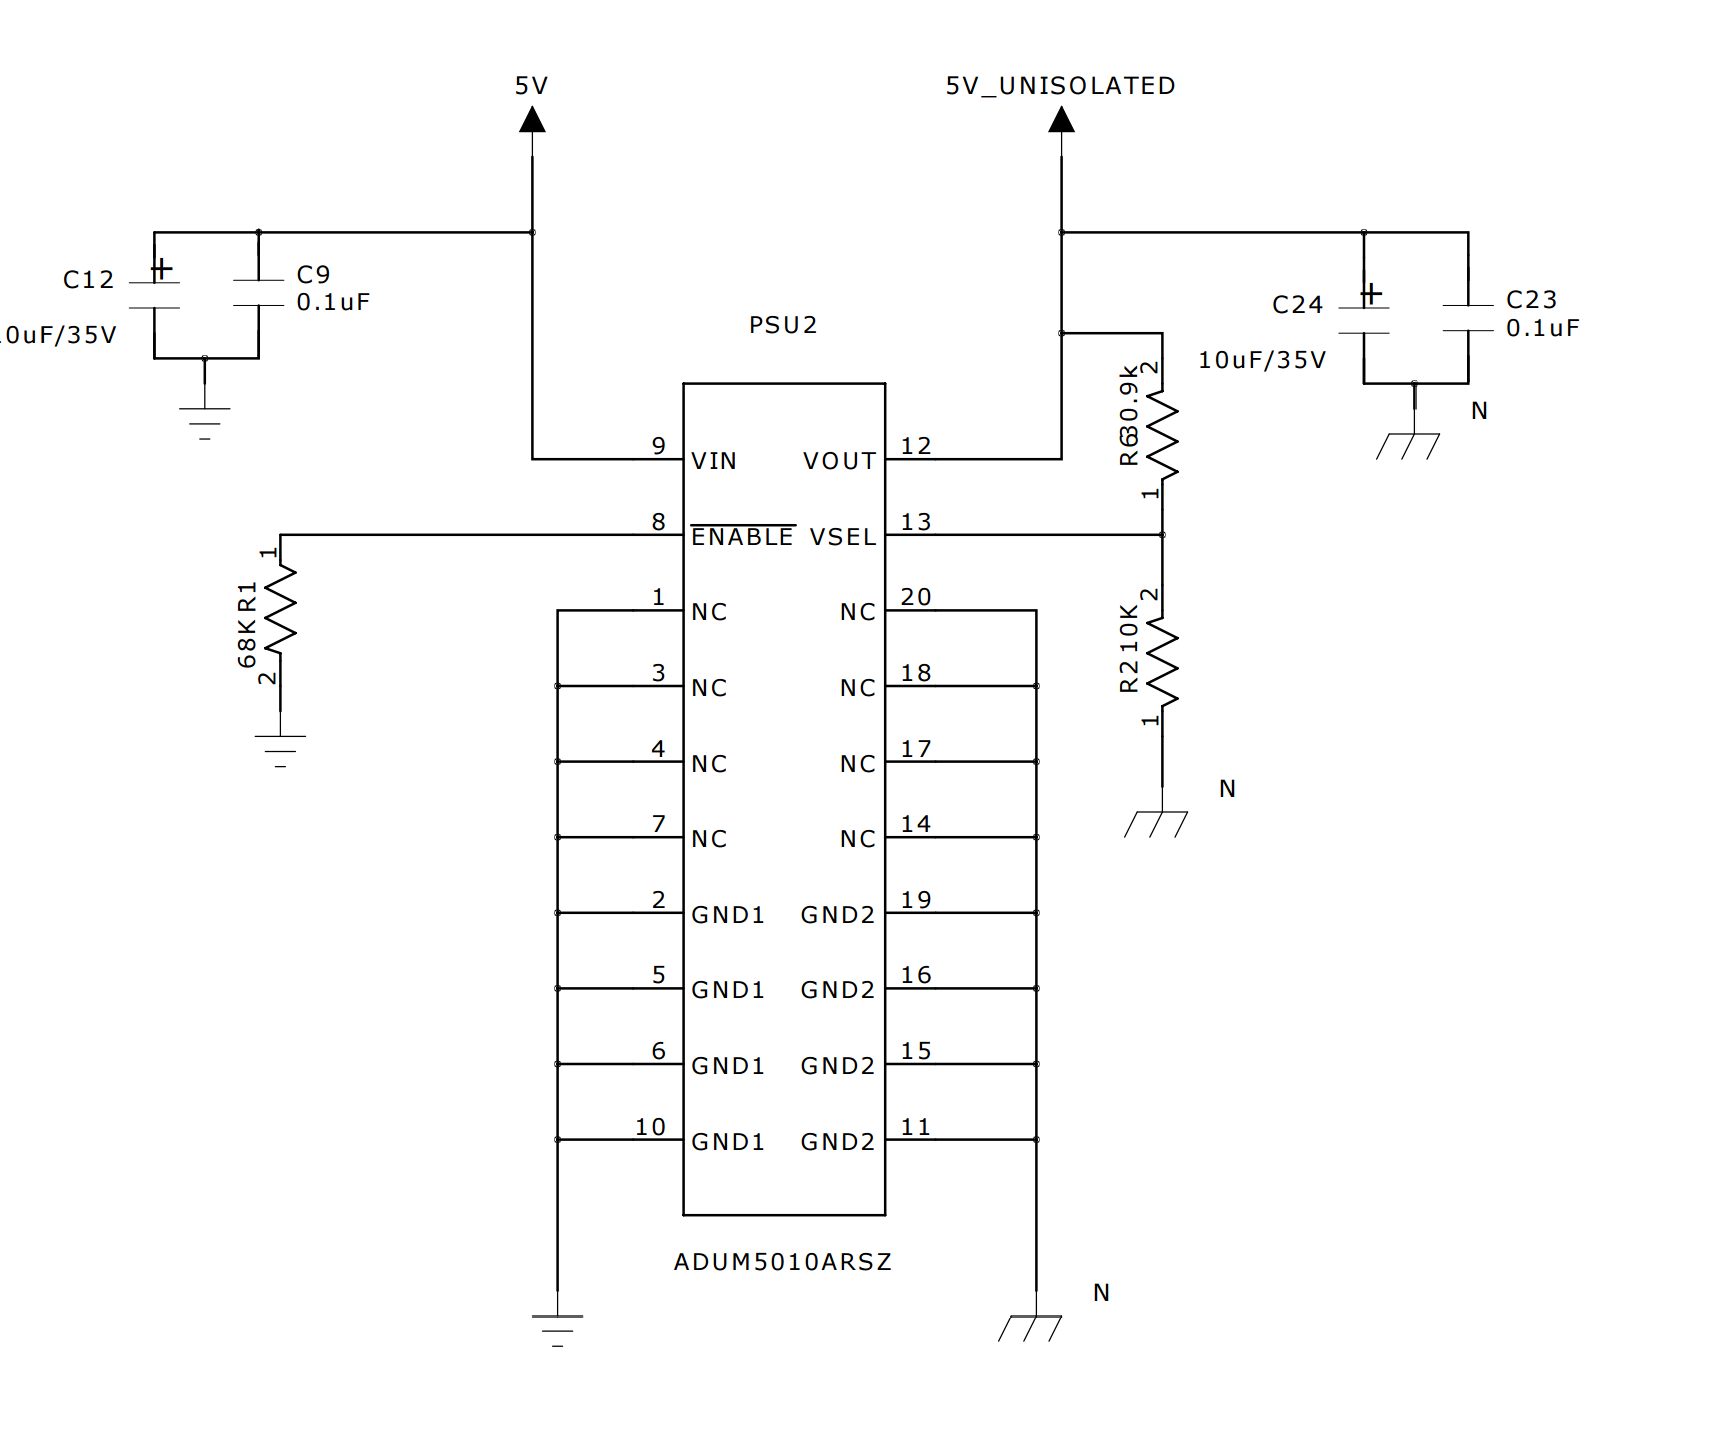 5V
5V_UNISOLATED
C12
0uF/35V
C9
0.1uF
C24
10uF/35V
C23
0.1uF
N
PSU2
9 VIN VOUT 12
8 ENABLE VSEL 13
1 NC NC 20
3 NC NC 18
4 NC NC 17
7 NC NC 14
2 GND1 GND2 19
5 GND1 GND2 16
6 GND1 GND2 15
10 GND1 GND2 11
ADUM5010ARSZ
1
68K R1
2
2
R6 30.9k
1
2
R2 10K
1
N
N